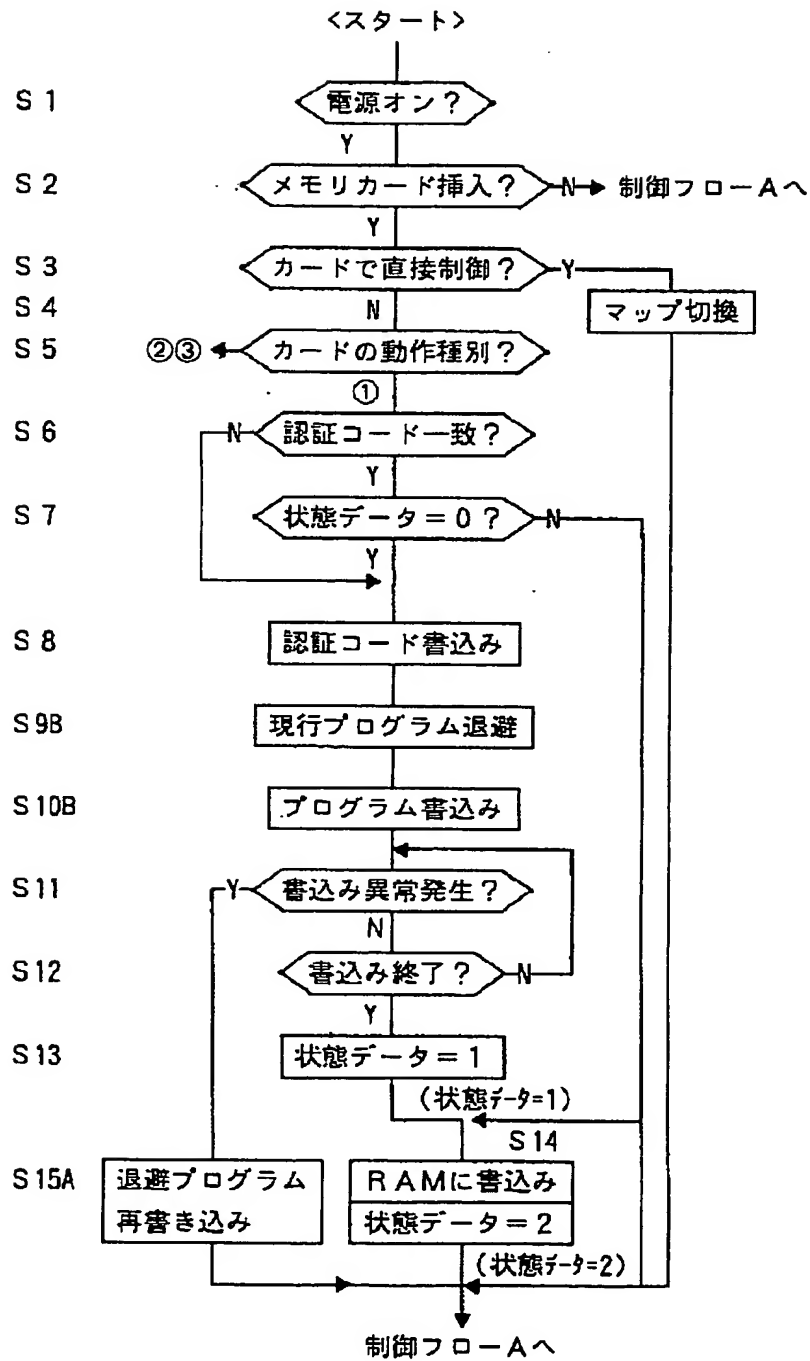 <スタート>
S1 電源オン?
Y
S2 メモリカード挿入? N 制御フローAへ
Y
S3 カードで直接制御? Y
S4 N マップ切換
S5 ②③ カードの動作種別?
①
S6 N 認証コード一致?
Y
S7 状態データ=0? N
Y
S8 認証コード書込み
S9B 現行プログラム退避
S10B プログラム書込み
S11 Y 書込み異常発生?
N
S12 書込み終了? N
Y
S13 状態データ=1
(状態データ=1)
S14
S15A 退避プログラム RAMに書込み
再書き込み 状態データ=2
(状態データ=2)
制御フローAへ